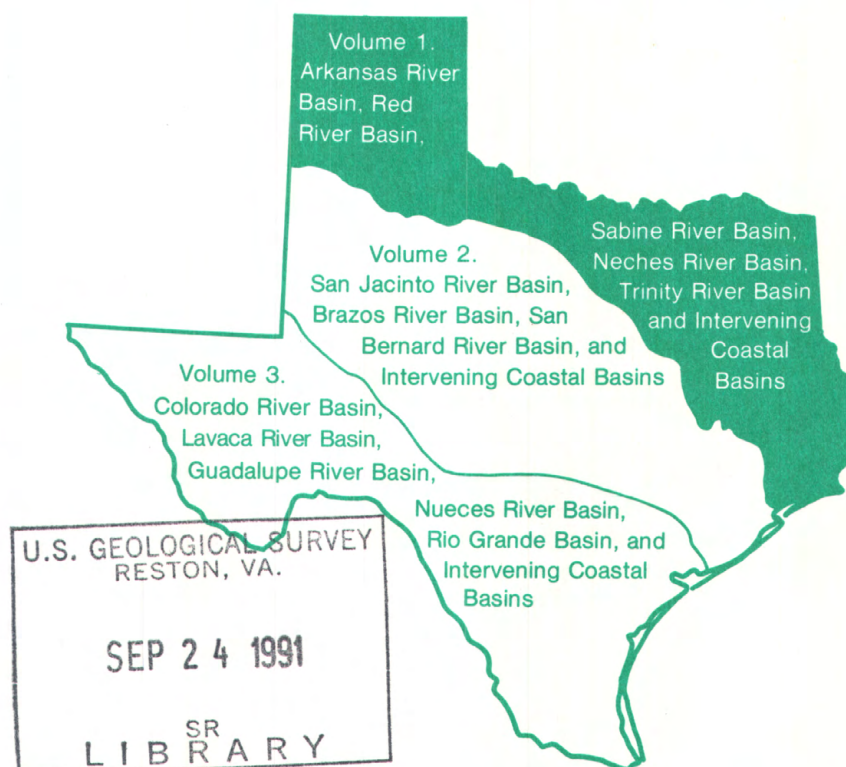 Volume 1.
Arkansas River
Basin, Red
River Basin,
Sabine River Basin,
Neches River Basin,
Trinity River Basin
and Intervening
Coastal
Basins
Volume 2.
San Jacinto River Basin,
Brazos River Basin, San
Bernard River Basin, and
Intervening Coastal Basins
Volume 3.
Colorado River Basin,
Lavaca River Basin,
Guadalupe River Basin,
Nueces River Basin,
Rio Grande Basin, and
Intervening Coastal
Basins
U.S. GEOLOGICAL SURVEY
RESTON, VA.
SEP 24 1991
SR
LIBRARY